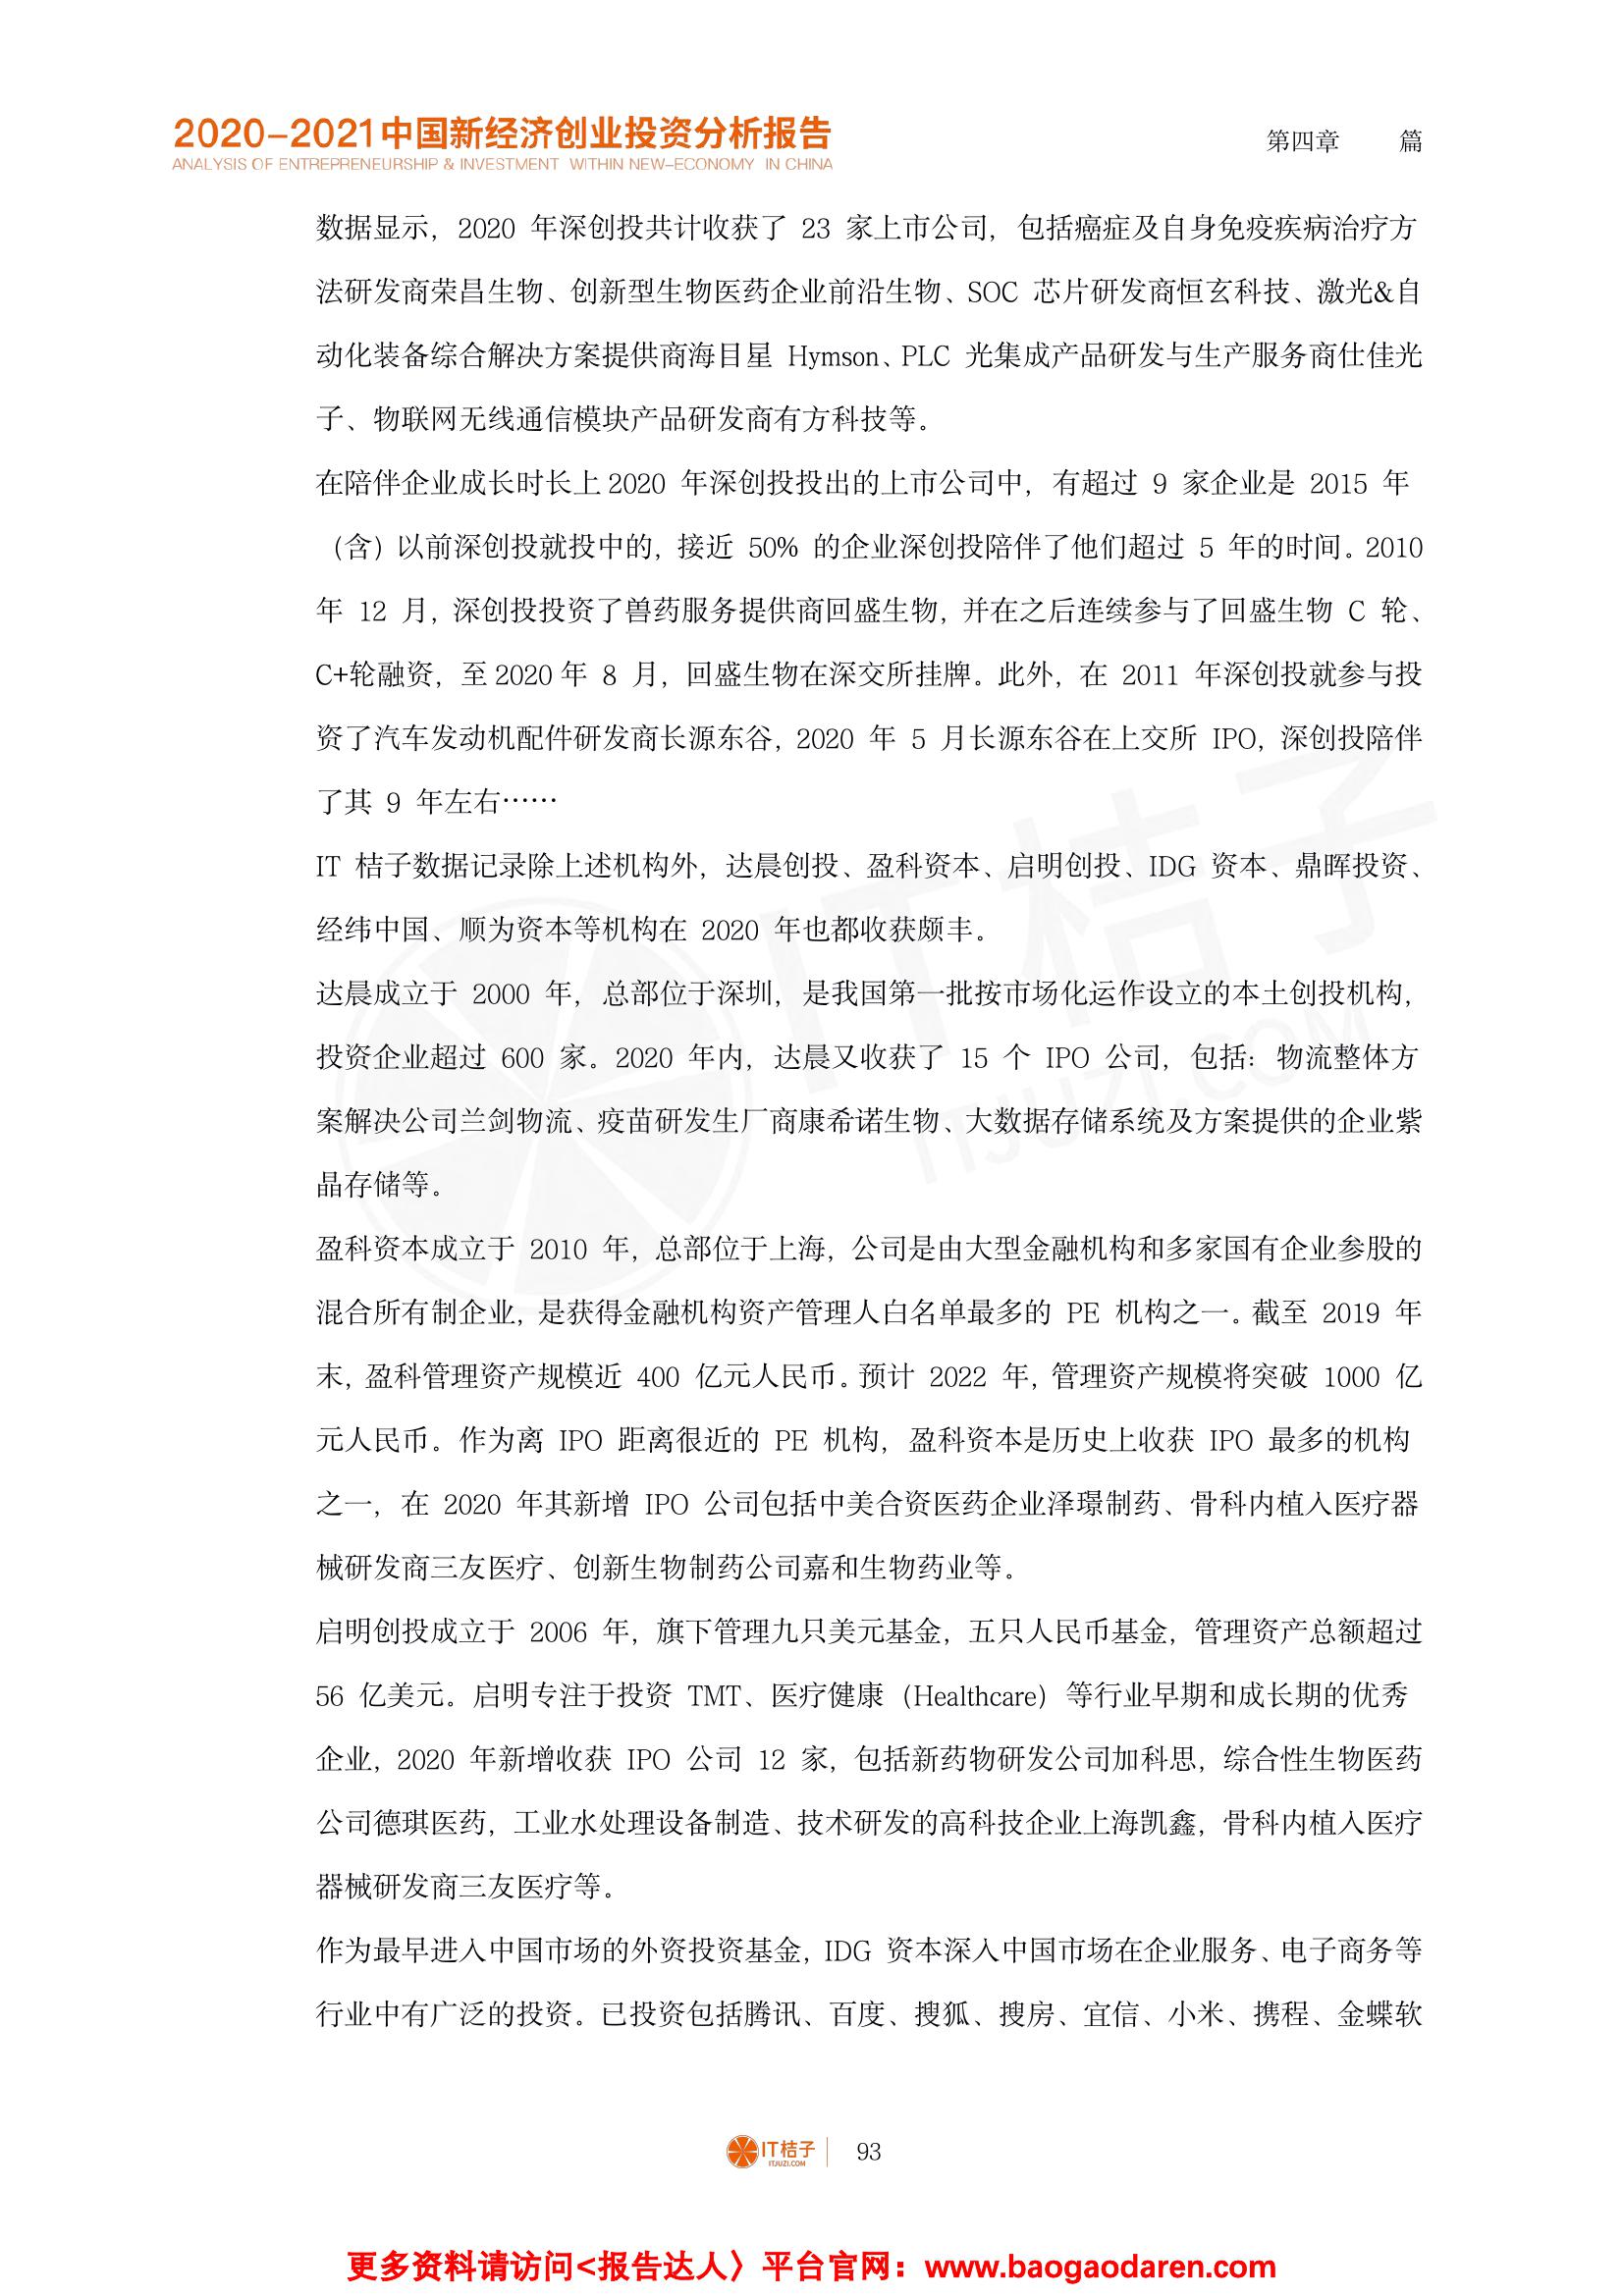 2020-2021中国新经济创业投资分析报告
ANALYSIS OF ENTREPRENEURSHIP & INVESTMENT WITHIN NEW-ECONOMY IN CHINA
第四章 篇
数据显示，2020 年深创投共计收获了 23 家上市公司，包括癌症及自身免疫疾病治疗方
法研发商荣昌生物、创新型生物医药企业前沿生物、SOC 芯片研发商恒玄科技、激光&自
动化装备综合解决方案提供商海目星 Hymson、PLC 光集成产品研发与生产服务商仕佳光
子、物联网无线通信模块产品研发商有方科技等。
在陪伴企业成长时长上2020 年深创投投出的上市公司中，有超过 9 家企业是 2015 年
（含）以前深创投就投中的，接近 50% 的企业深创投陪伴了他们超过 5 年的时间。2010
年 12 月，深创投投资了兽药服务提供商回盛生物，并在之后连续参与了回盛生物 C 轮、
C+轮融资，至2020年 8 月，回盛生物在深交所挂牌。此外，在 2011 年深创投就参与投
资了汽车发动机配件研发商长源东谷，2020 年 5 月长源东谷在上交所 IPO，深创投陪伴
了其 9 年左右……
IT 桔子数据记录除上述机构外，达晨创投、盈科资本、启明创投、IDG 资本、鼎晖投资、
经纬中国、顺为资本等机构在 2020 年也都收获颇丰。
达晨成立于 2000 年，总部位于深圳，是我国第一批按市场化运作设立的本土创投机构，
投资企业超过 600 家。2020 年内，达晨又收获了 15 个 IPO 公司，包括：物流整体方
案解决公司兰剑物流、疫苗研发生厂商康希诺生物、大数据存储系统及方案提供的企业紫
晶存储等。
盈科资本成立于 2010 年，总部位于上海，公司是由大型金融机构和多家国有企业参股的
混合所有制企业，是获得金融机构资产管理人白名单最多的 PE 机构之一。截至 2019 年
末，盈科管理资产规模近 400 亿元人民币。预计 2022 年，管理资产规模将突破 1000 亿
元人民币。作为离 IPO 距离很近的 PE 机构，盈科资本是历史上收获 IPO 最多的机构
之一，在 2020 年其新增 IPO 公司包括中美合资医药企业泽璟制药、骨科内植入医疗器
械研发商三友医疗、创新生物制药公司嘉和生物药业等。
启明创投成立于 2006 年，旗下管理九只美元基金，五只人民币基金，管理资产总额超过
56 亿美元。启明专注于投资 TMT、医疗健康（Healthcare）等行业早期和成长期的优秀
企业，2020 年新增收获 IPO 公司 12 家，包括新药物研发公司加科思，综合性生物医药
公司德琪医药，工业水处理设备制造、技术研发的高科技企业上海凯鑫，骨科内植入医疗
器械研发商三友医疗等。
作为最早进入中国市场的外资投资基金，IDG 资本深入中国市场在企业服务、电子商务等
行业中有广泛的投资。已投资包括腾讯、百度、搜狐、搜房、宜信、小米、携程、金蝶软
IT桔子
ITJUZI.COM
IT桔子
ITJUZI.COM
93
更多资料请访问<报告达人〉平台官网：www.baogaodaren.com